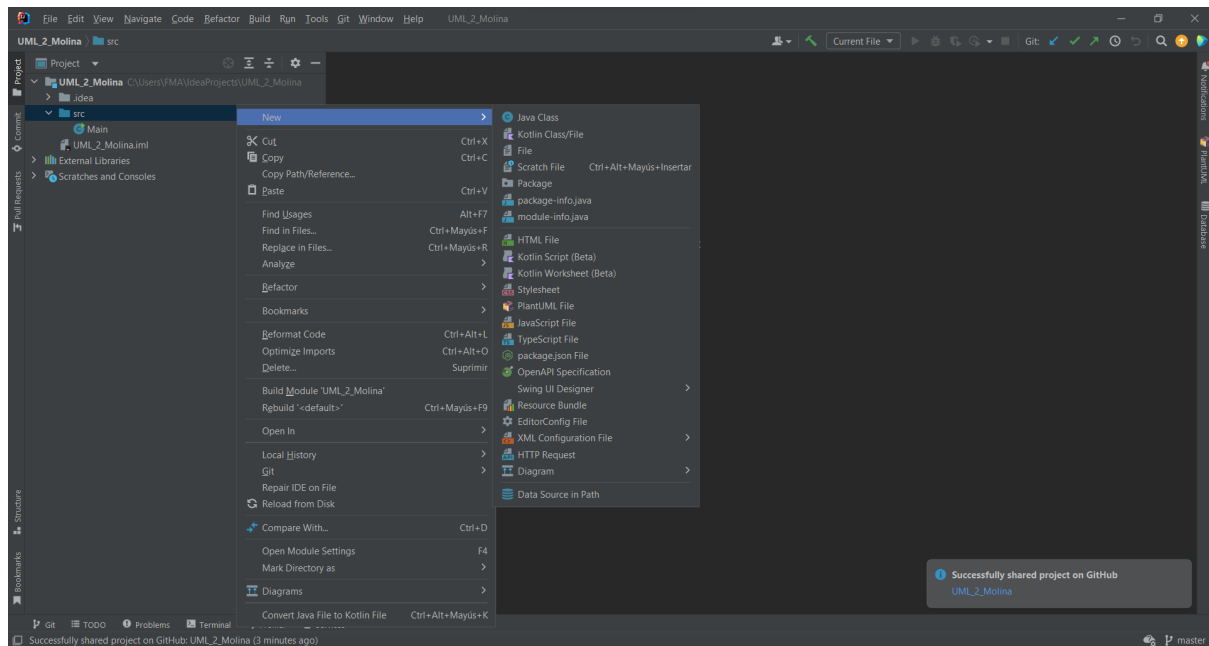 File Edit View Navigate Code Refactor Build Run Tools Git Window Help UML_2_Molina
UML_2_Molina src
Current File
Git:
Project
Project
UML_2_Molina C:\Users\FMA\IdeaProjects\UML_2_Molina
.idea
src
Main
UML_2_Molina.iml
External Libraries
Scratches and Consoles
Commit
Pull Requests
Structure
Bookmarks
New
Cut Ctrl+X
Copy Ctrl+C
Copy Path/Reference...
Paste Ctrl+V
Find Usages Alt+F7
Find in Files... Ctrl+Mayús+F
Replace in Files... Ctrl+Mayús+R
Analyze
Refactor
Bookmarks
Reformat Code Ctrl+Alt+L
Optimize Imports Ctrl+Alt+O
Delete... Suprimir
Build Module 'UML_2_Molina'
Rebuild '<default>' Ctrl+Mayús+F9
Open In
Local History
Git
Repair IDE on File
Reload from Disk
Compare With... Ctrl+D
Open Module Settings F4
Mark Directory as
Diagrams
Convert Java File to Kotlin File Ctrl+Alt+Mayús+K
Java Class
Kotlin Class/File
File
Scratch File Ctrl+Alt+Mayús+Insertar
Package
package-info.java
module-info.java
HTML File
Kotlin Script (Beta)
Kotlin Worksheet (Beta)
Stylesheet
PlantUML File
JavaScript File
TypeScript File
package.json File
OpenAPI Specification
Swing UI Designer
Resource Bundle
EditorConfig File
XML Configuration File
HTTP Request
Diagram
Data Source in Path
Notifications
PlantUML
Database
Successfully shared project on GitHub
UML_2_Molina
Git TODO Problems Terminal
Successfully shared project on GitHub: UML_2_Molina (3 minutes ago)
master